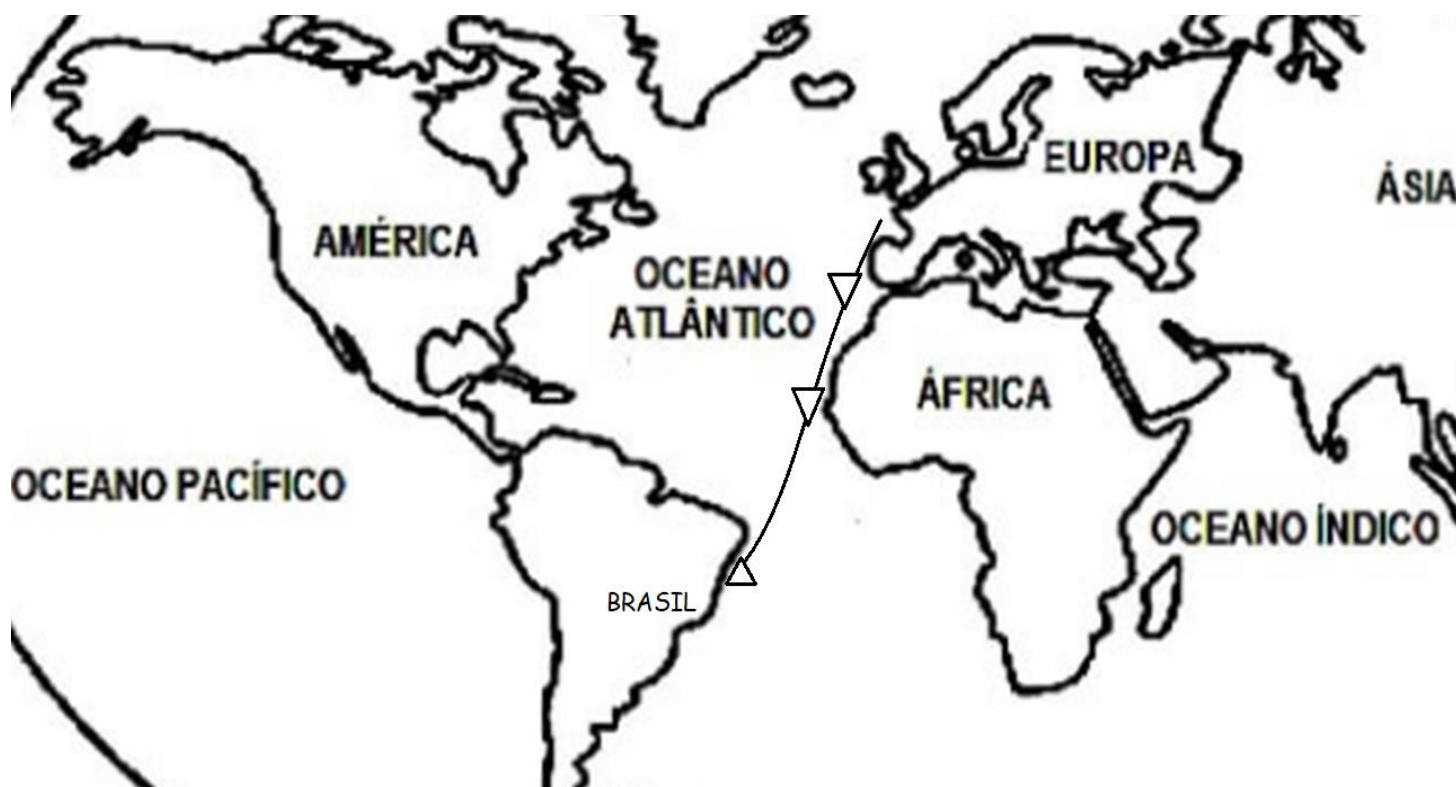 EUROPA
ÁSIA
AMÉRICA
OCEANO
ATLÂNTICO
ÁFRICA
OCEANO PACÍFICO
OCEANO ÍNDICO
BRASIL